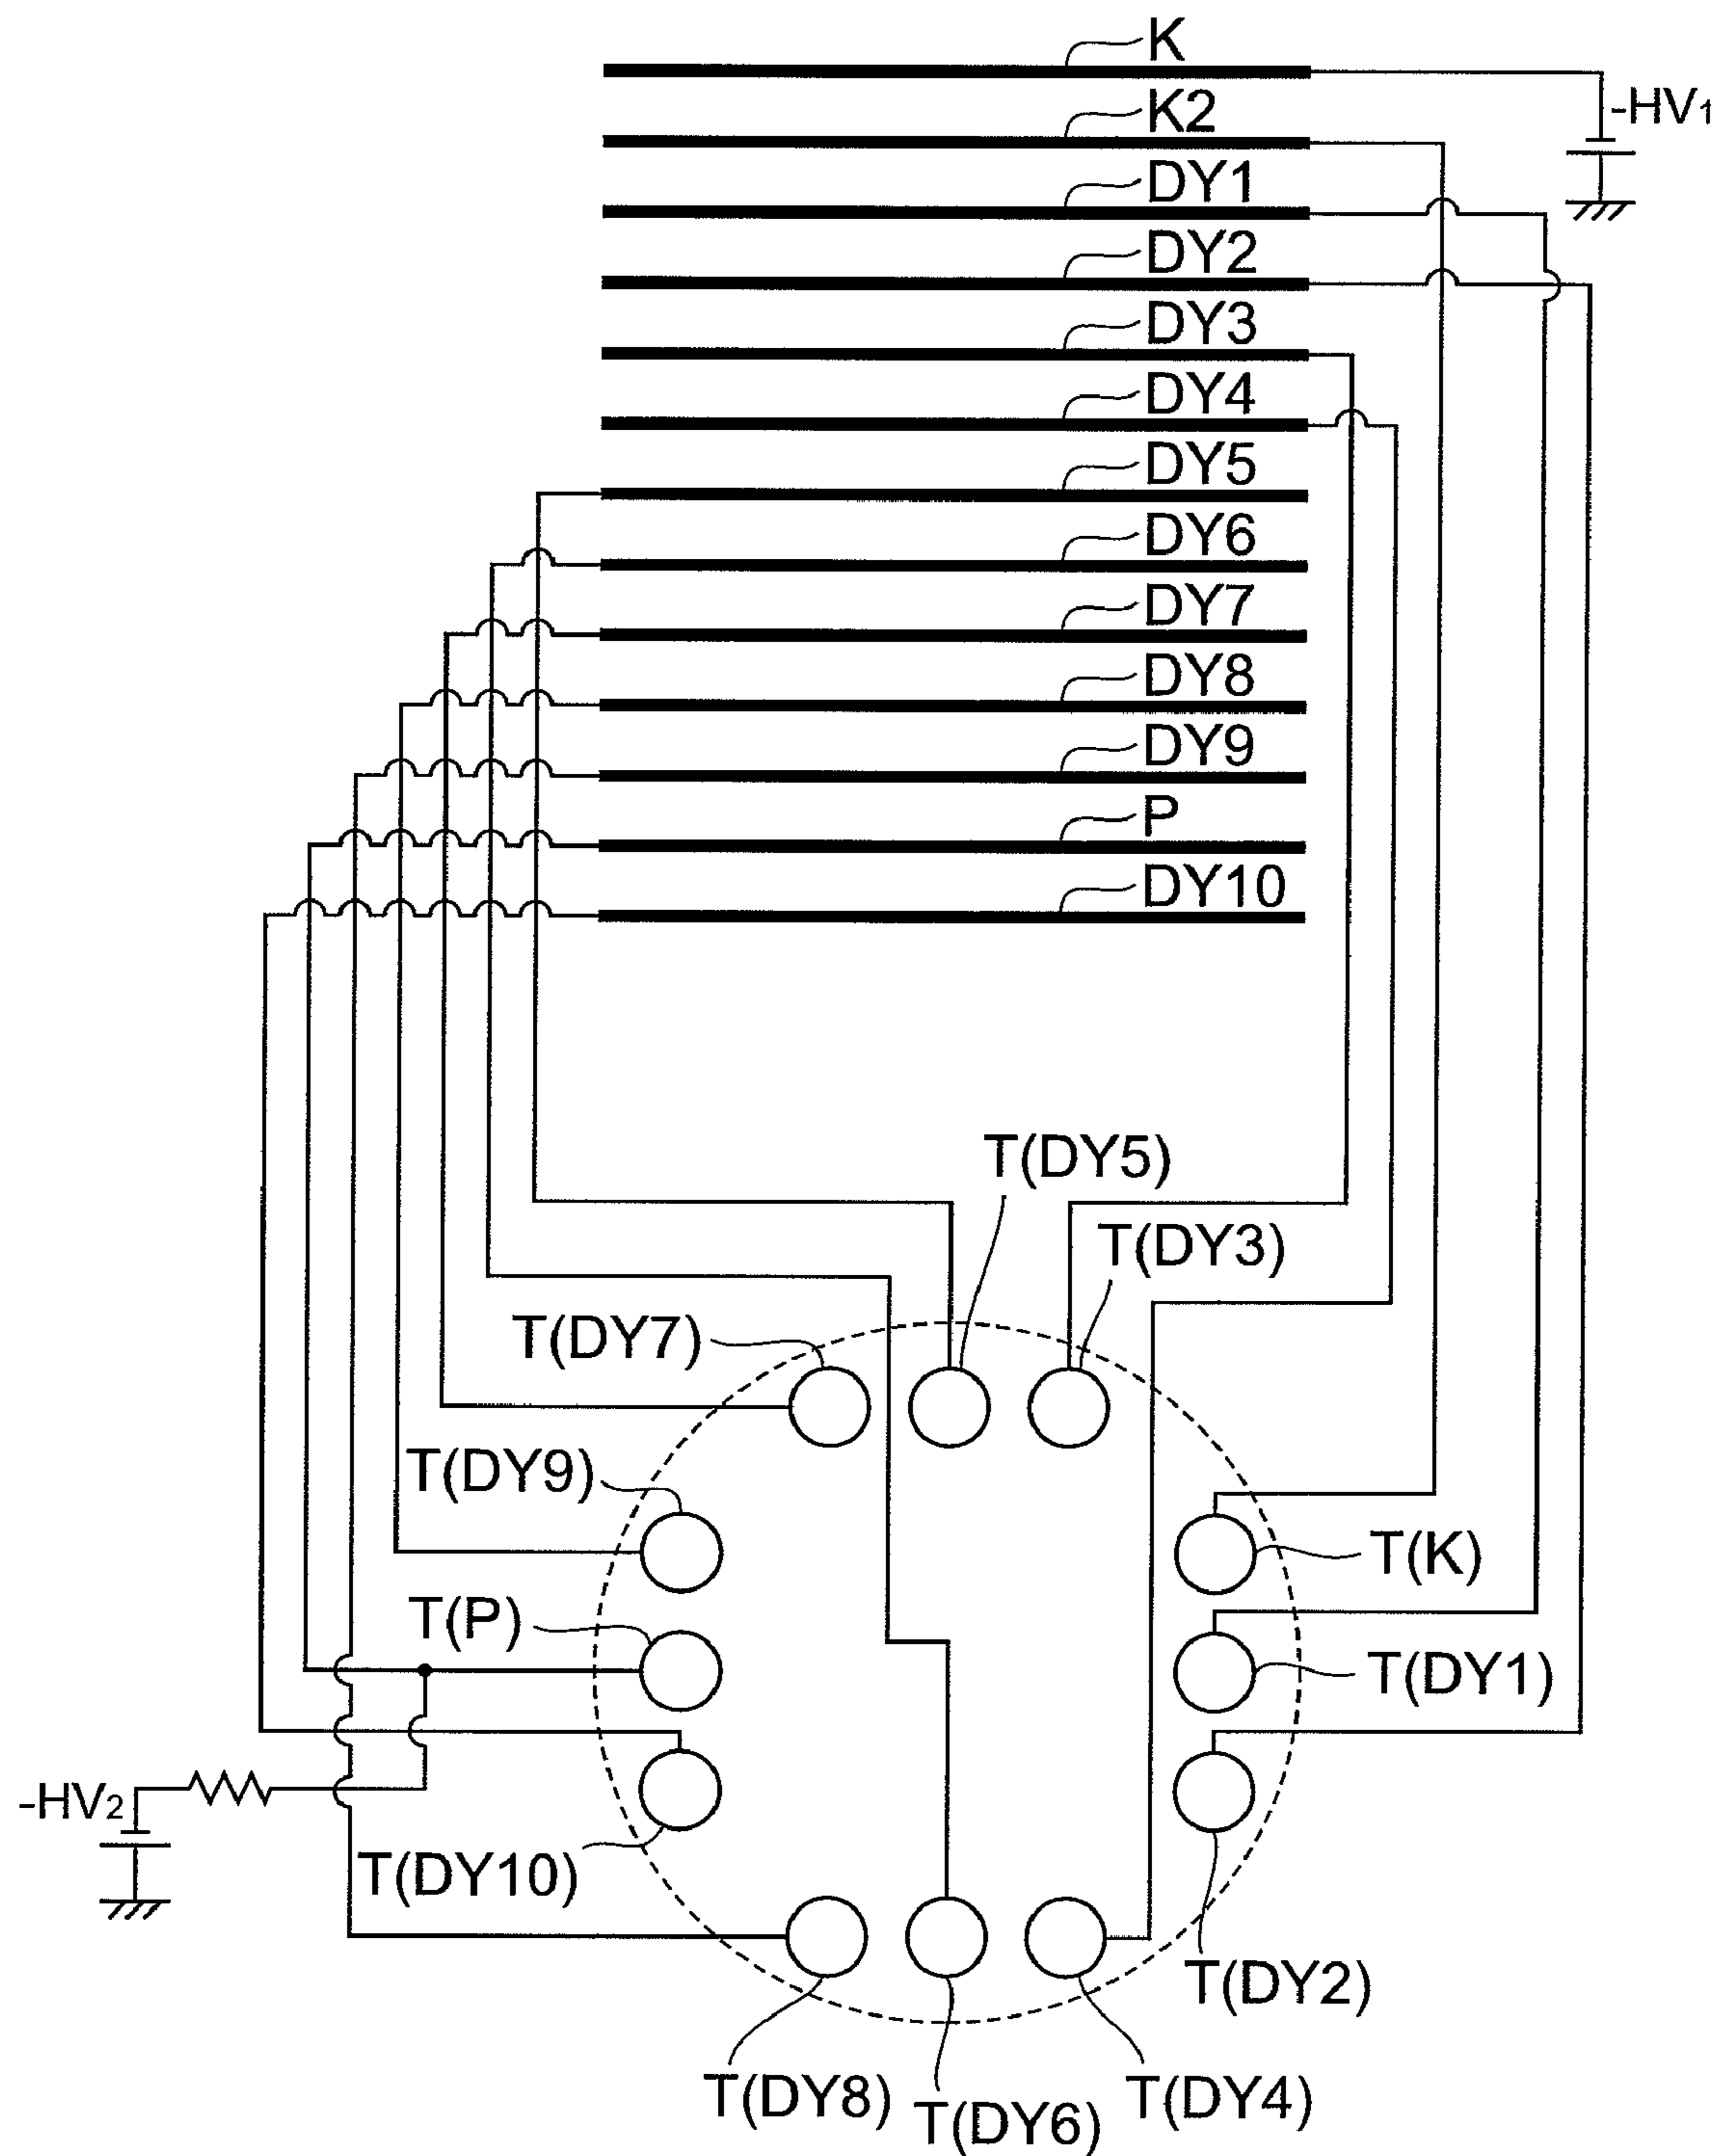 K
-HV1
K2
DY1
DY2
DY3
DY4
DY5
DY6
DY7
DY8
DY9
P
DY10
T(DY5)
T(DY3)
T(DY7)
T(DY9)
T(K)
T(P)
T(DY1)
-HV2
T(DY10)
T(DY2)
T(DY8)
T(DY6)
T(DY4)